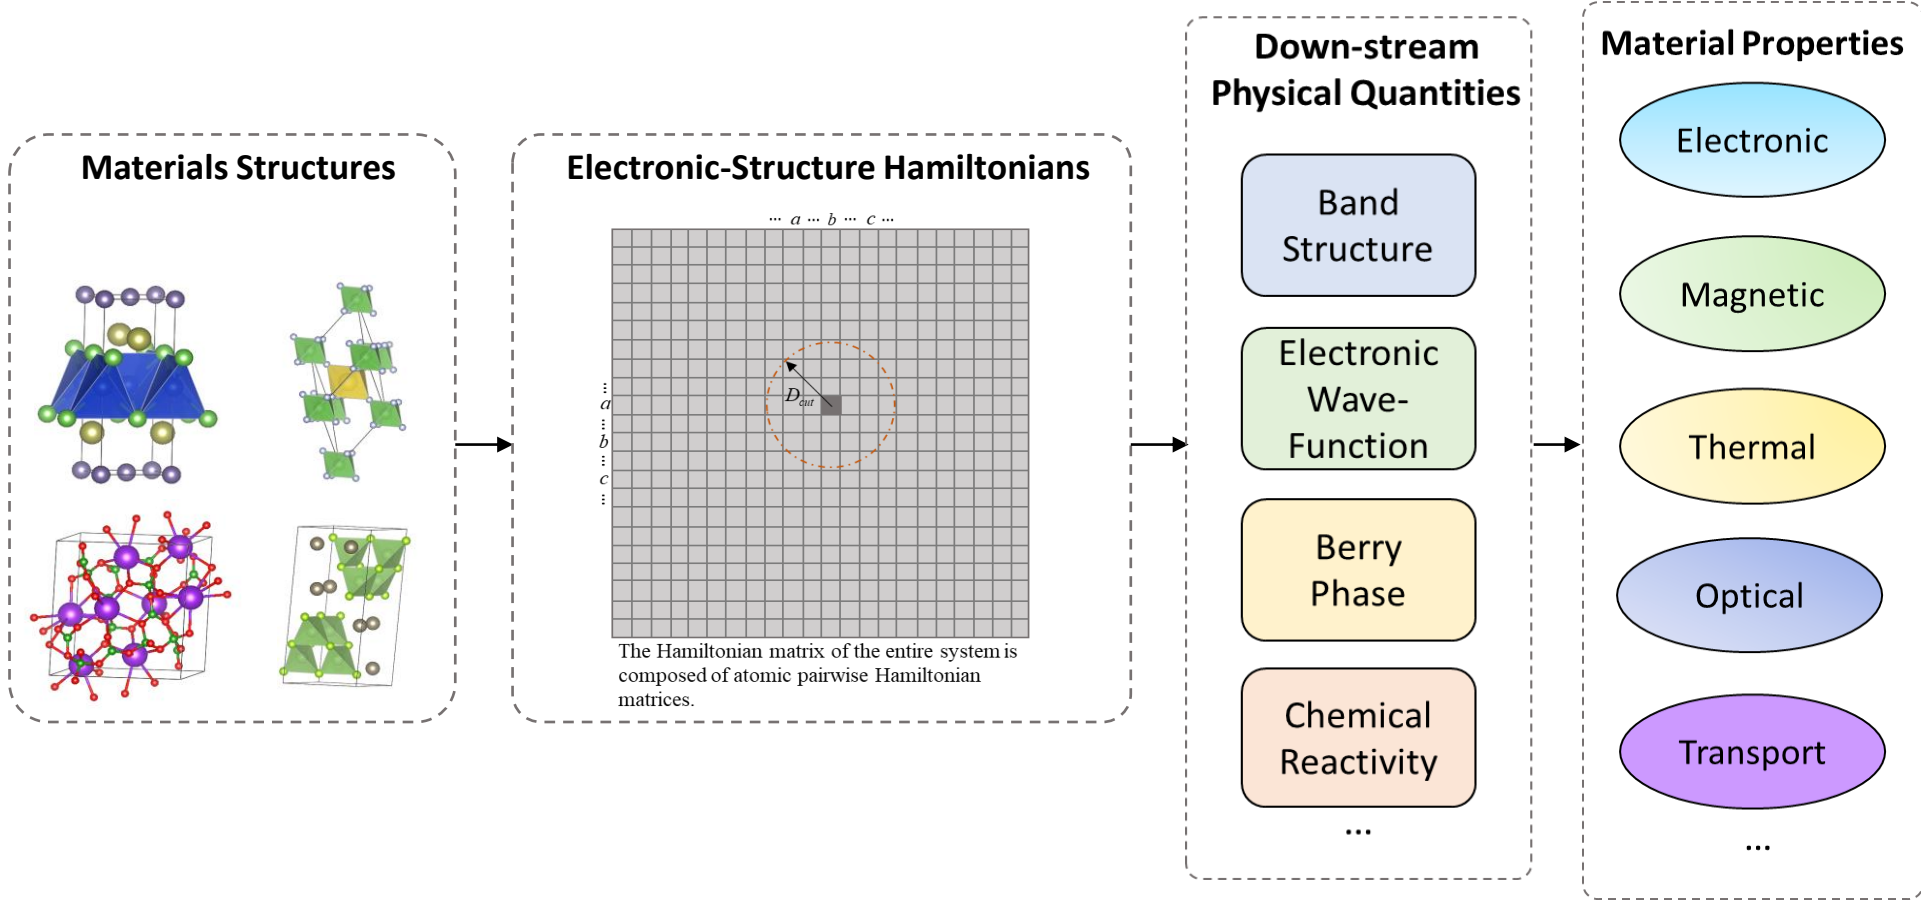 Materials Structures
Electronic-Structure Hamiltonians
··· a ··· b ··· c ···
⋮
a
⋮
b
⋮
c
⋮
D_cut
The Hamiltonian matrix of the entire system is
composed of atomic pairwise Hamiltonian
matrices.
Down-stream
Physical Quantities
Band
Structure
Electronic
Wave-
Function
Berry
Phase
Chemical
Reactivity
...
Material Properties
Electronic
Magnetic
Thermal
Optical
Transport
...